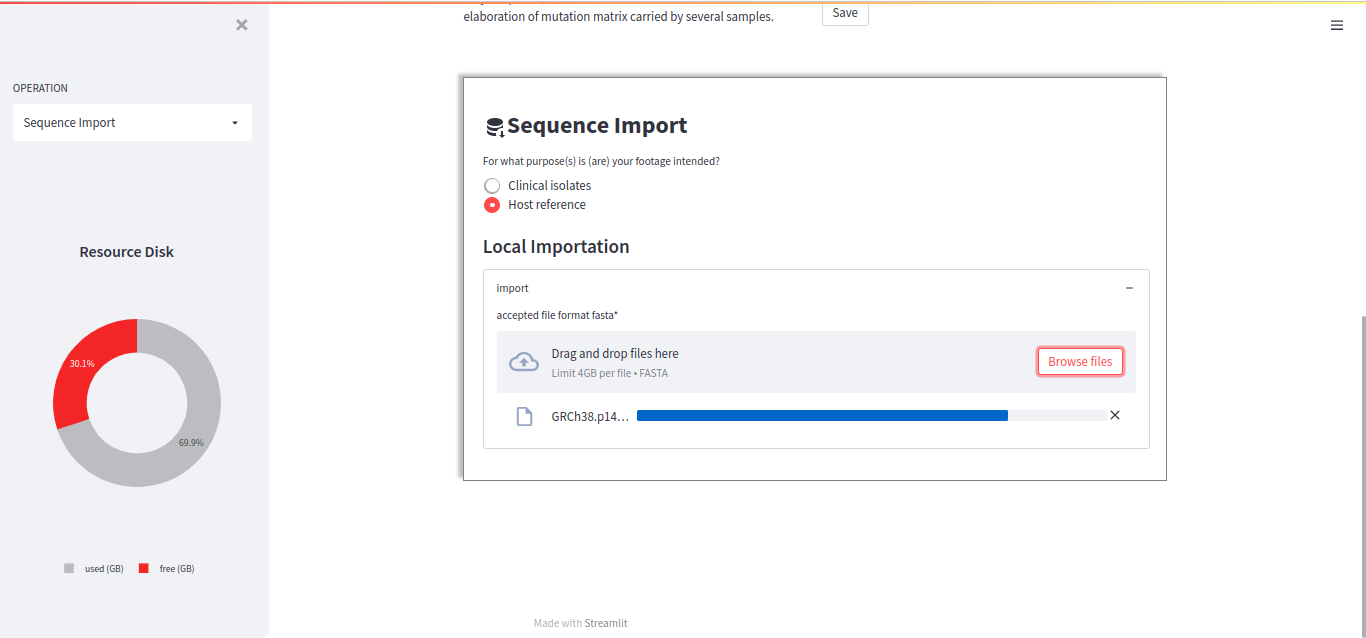 elaboration of mutation matrix carried by several samples.
Save
OPERATION
Sequence Import
Resource Disk
30.1%
69.9%
used (GB)
free (GB)
Sequence Import
For what purpose(s) is (are) your footage intended?
Clinical isolates
Host reference
Local Importation
import
accepted file format fasta*
Drag and drop files here
Limit 4GB per file • FASTA
Browse files
GRCh38.p14...
Made with Streamlit